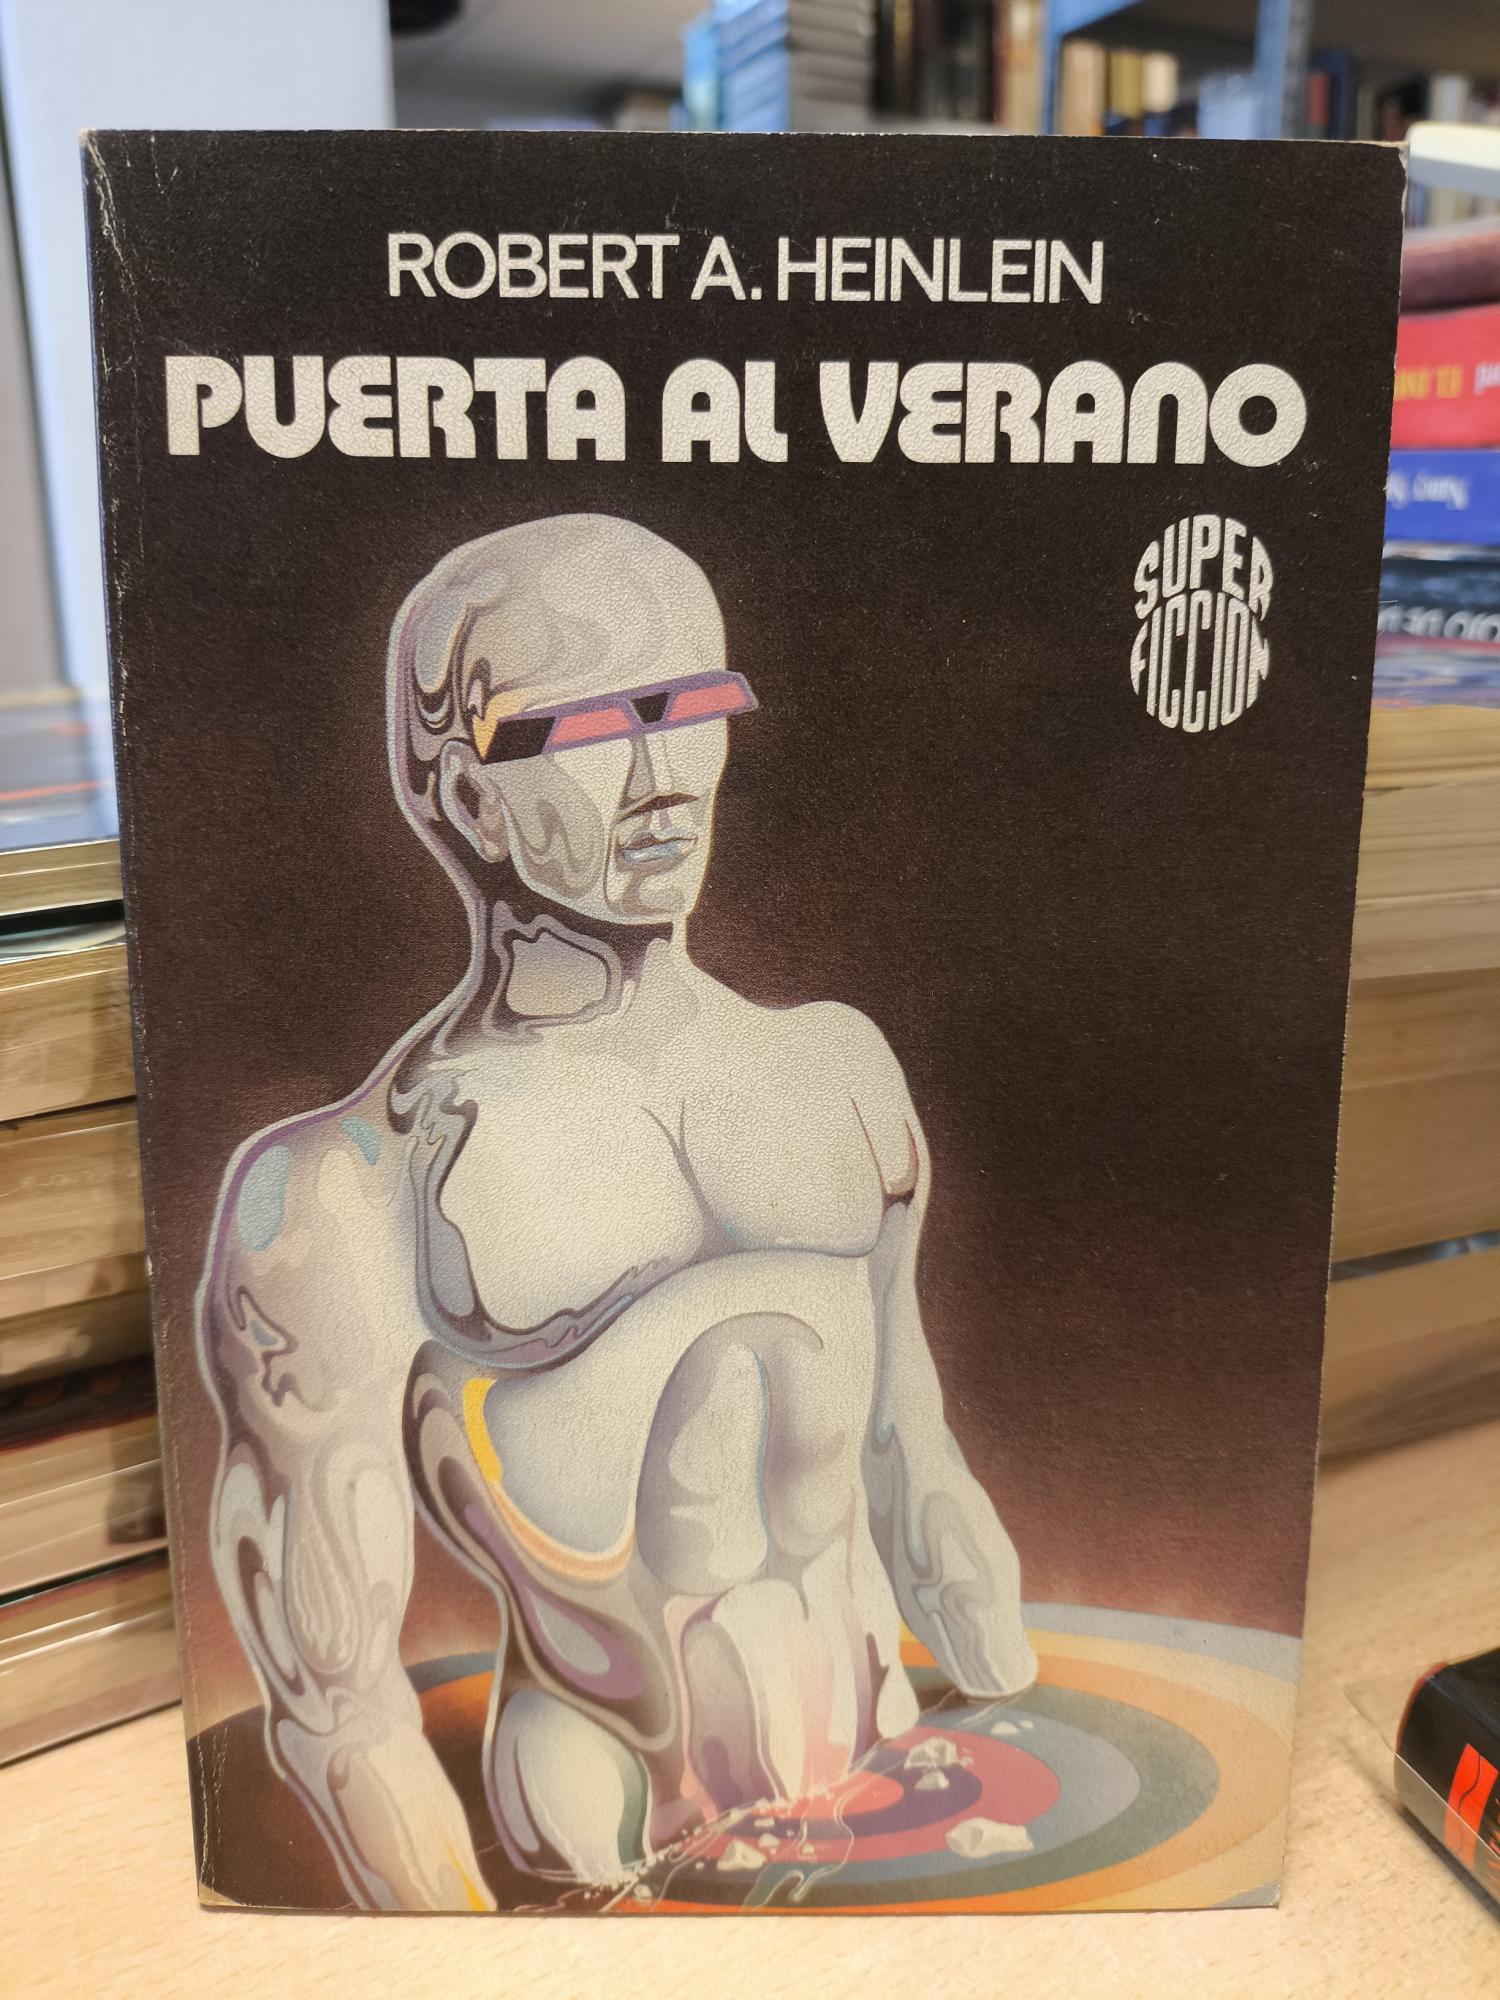 ROBERT A. HEINLEIN
PUERTA AL VERANO
SUPER
FICCION